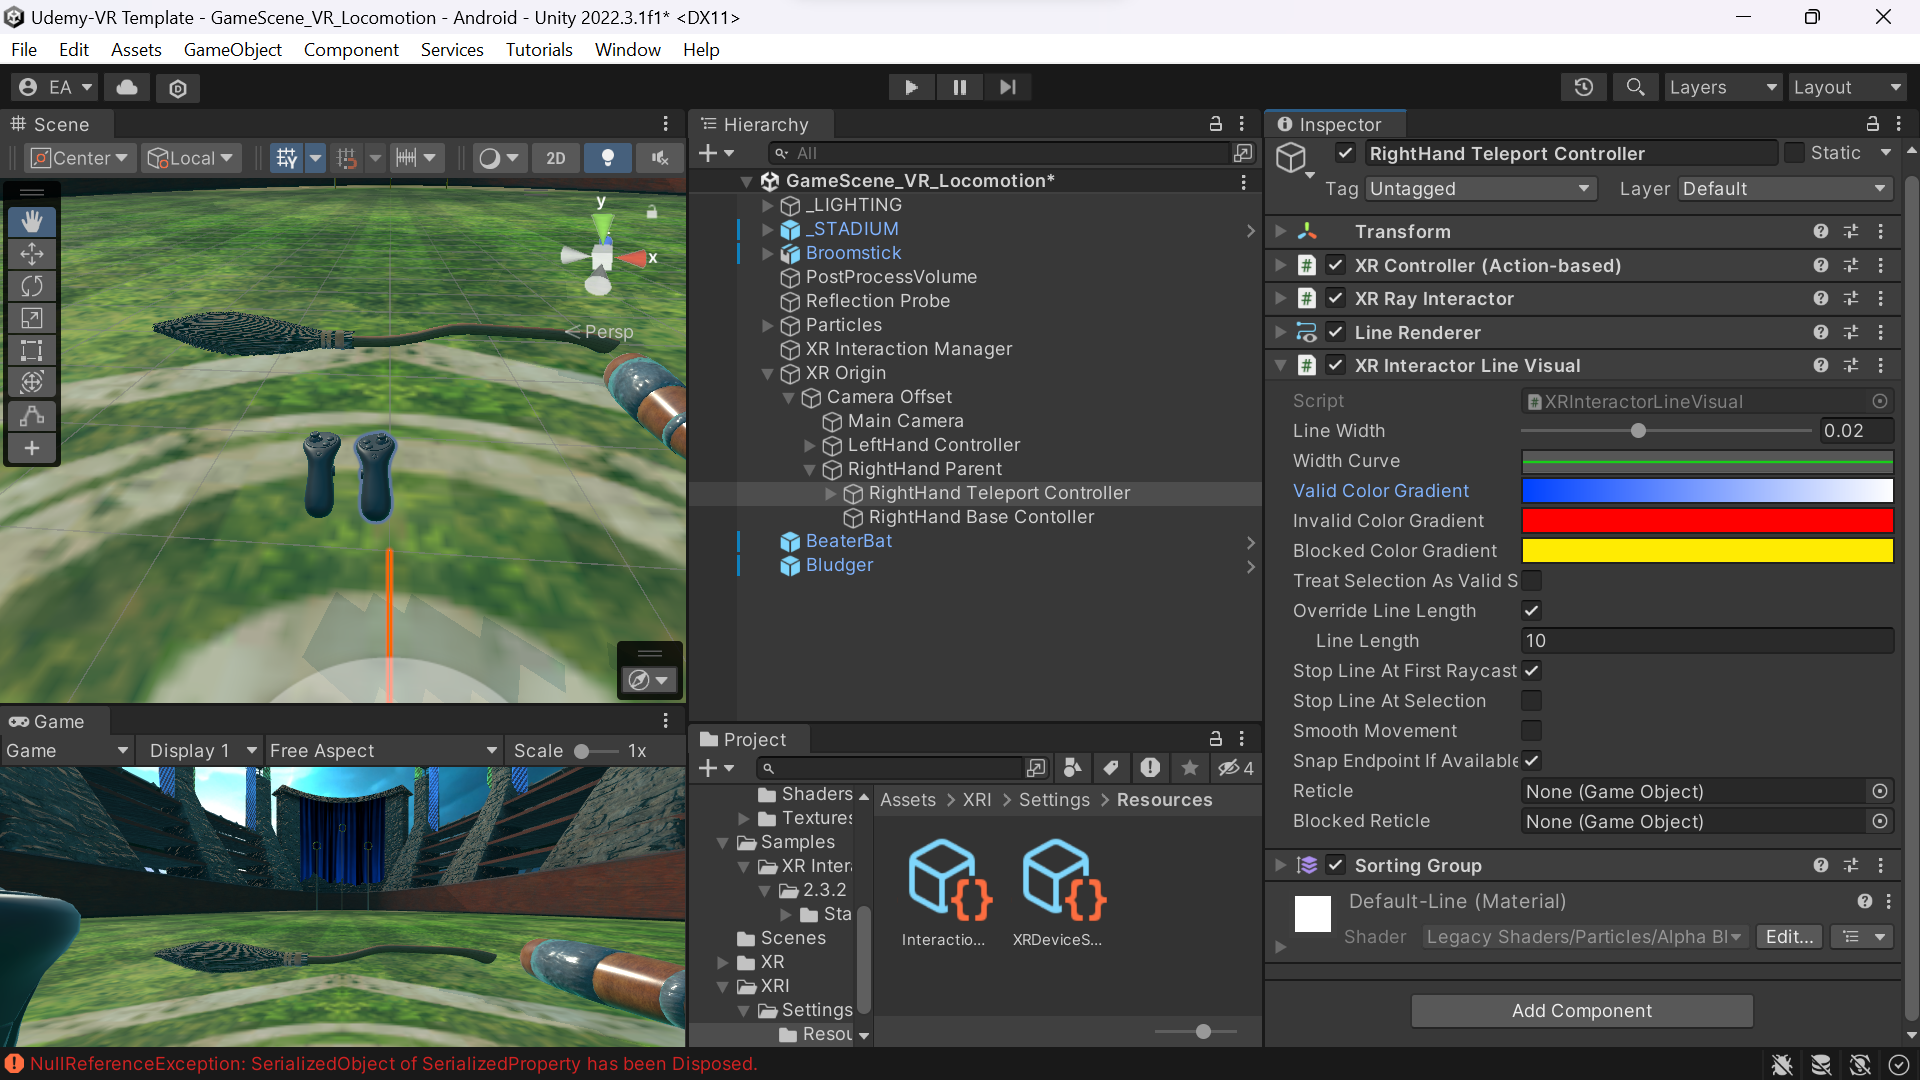 Udemy-VR Template - GameScene_VR_Locomotion - Android - Unity 2022.3.1f1* <DX11>
File Edit Assets GameObject Component Services Tutorials Window Help
EA
Layers Layout
Scene
Center Local 2D
y
x
Persp
Game
Game Display 1 Free Aspect Scale 1x
Hierarchy
All
GameScene_VR_Locomotion*
_LIGHTING
_STADIUM
Broomstick
PostProcessVolume
Reflection Probe
Particles
XR Interaction Manager
XR Origin
Camera Offset
Main Camera
LeftHand Controller
RightHand Parent
RightHand Teleport Controller
RightHand Base Contoller
BeaterBat
Bludger
Project
4
Shaders
Textures
Samples
XR Inter
2.3.2
Sta
Scenes
XR
XRI
Settings
Resou
Assets > XRI > Settings > Resources
Interactio... XRDeviceS...
Inspector
RightHand Teleport Controller Static
Tag Untagged Layer Default
Transform
XR Controller (Action-based)
XR Ray Interactor
Line Renderer
XR Interactor Line Visual
Script XRInteractorLineVisual
Line Width 0.02
Width Curve
Valid Color Gradient
Invalid Color Gradient
Blocked Color Gradient
Treat Selection As Valid S
Override Line Length
Line Length 10
Stop Line At First Raycast
Stop Line At Selection
Smooth Movement
Snap Endpoint If Available
Reticle None (Game Object)
Blocked Reticle None (Game Object)
Sorting Group
Default-Line (Material)
Shader Legacy Shaders/Particles/Alpha Bl Edit...
Add Component
NullReferenceException: SerializedObject of SerializedProperty has been Disposed.